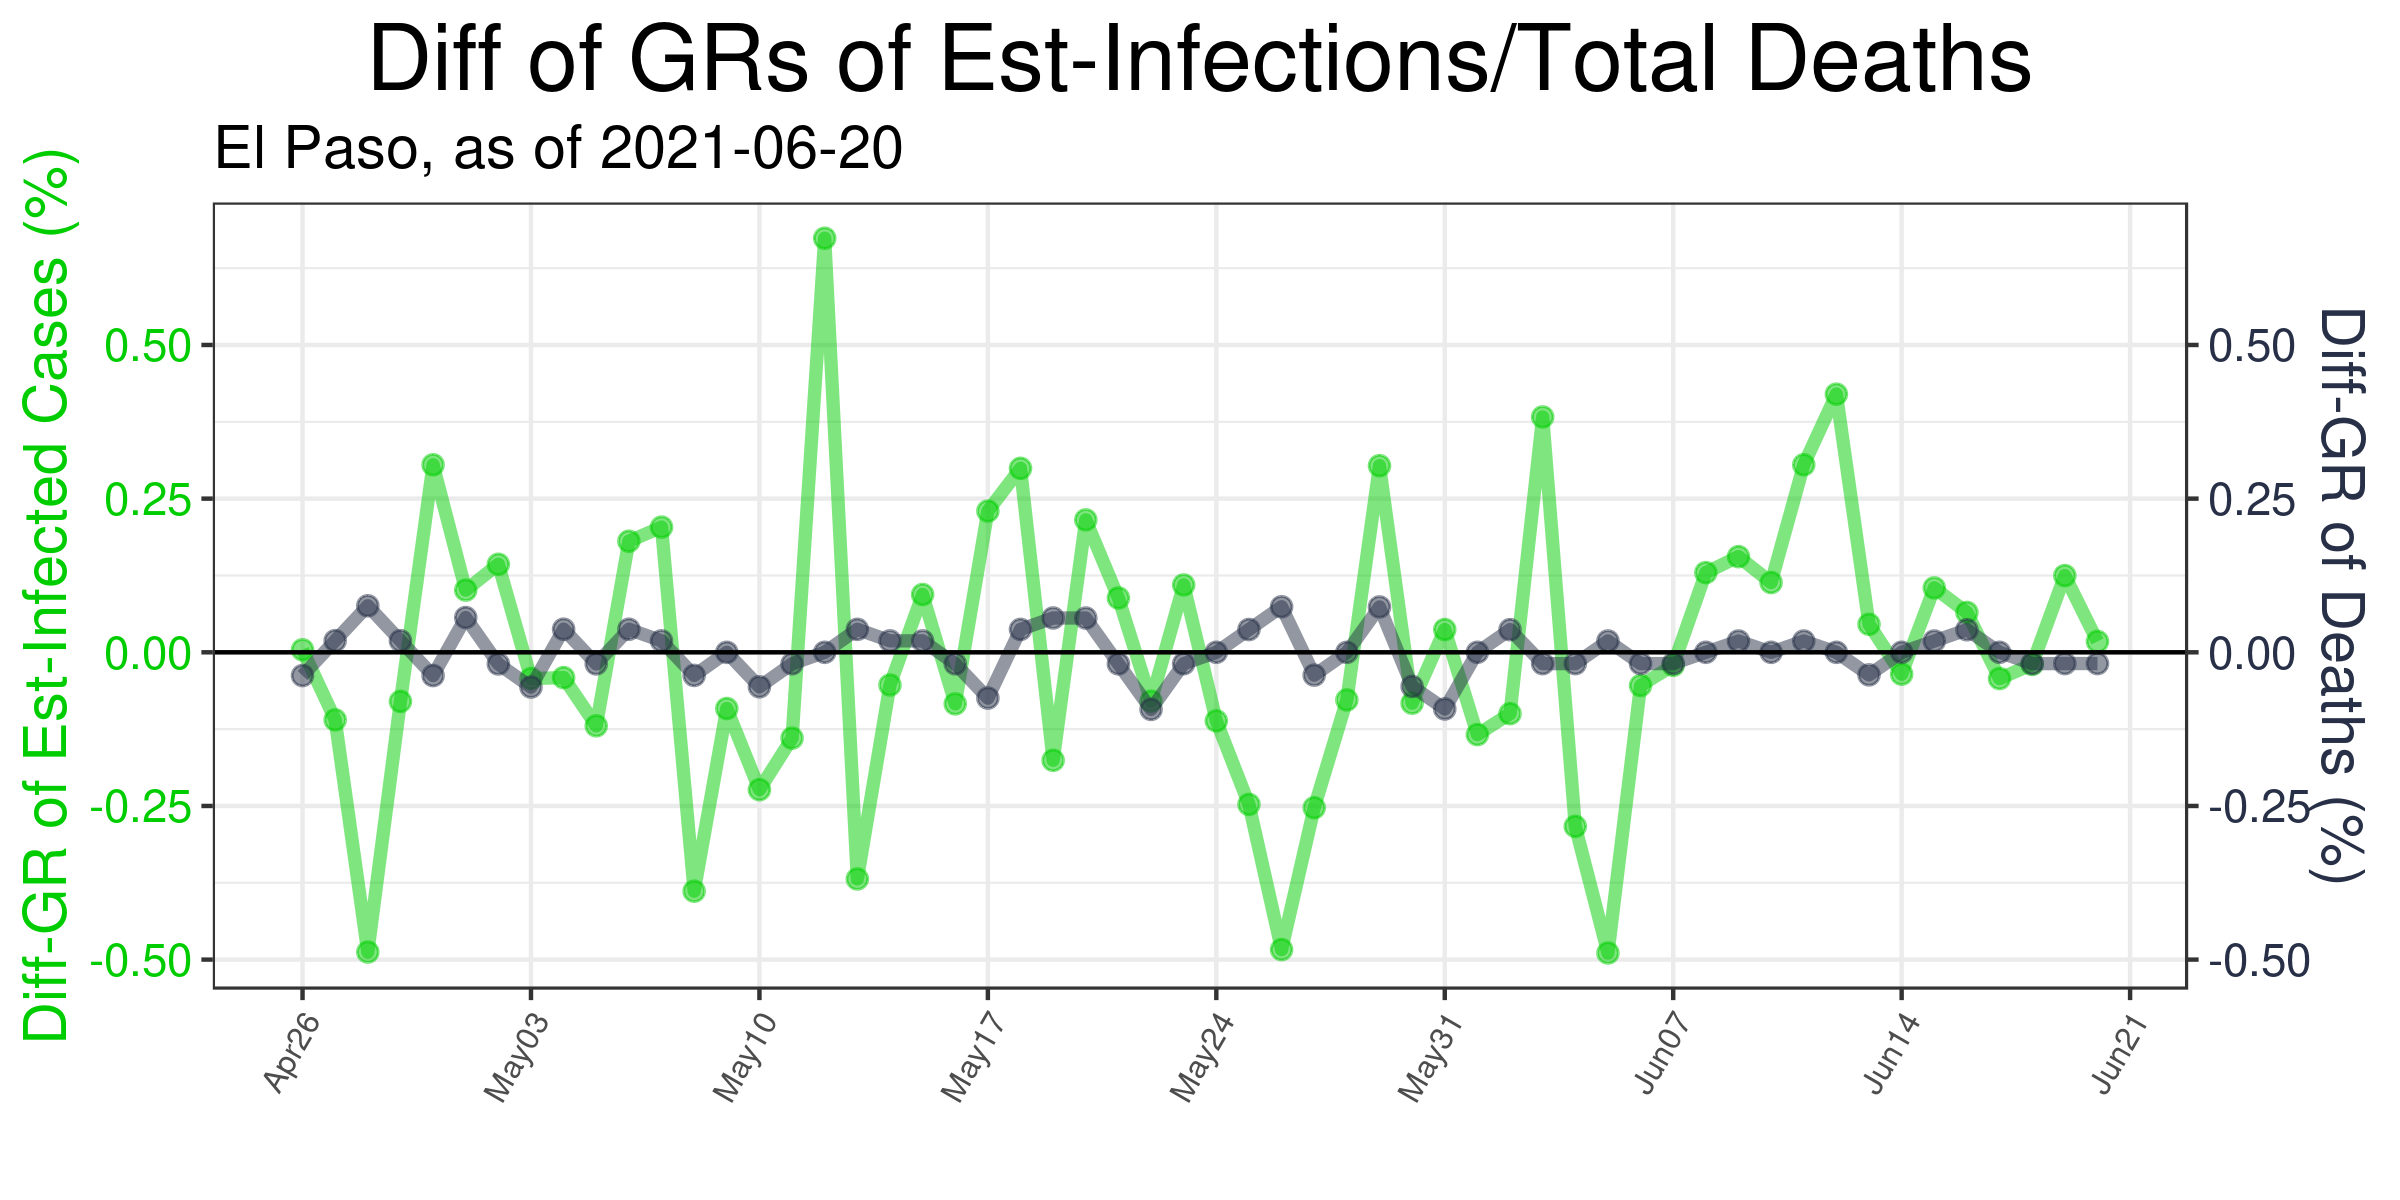 Diff of GRs of Est-Infections/Total Deaths
El Paso, as of 2021-06-20
Diff-GR of Est-Infected Cases (%)
0.50
0.25
0.00
-0.25
-0.50
0.50
0.25
0.00
-0.25
-0.50
Diff-GR of Deaths (%)
Apr26
May03
May10
May17
May24
May31
Jun07
Jun14
Jun21